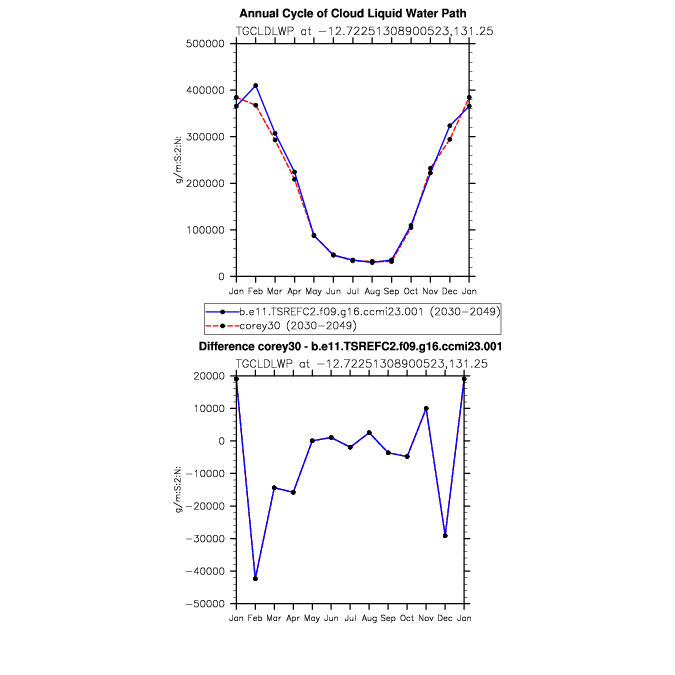 Annual Cycle of Cloud Liquid Water Path
TGCLDLWP at −12.72251308900523,131.25
500000
400000
300000
200000
100000
0
g/m:S:2:N:
Jan Feb Mar Apr May Jun Jul Aug Sep Oct Nov Dec Jan
b.e11.TSREFC2.f09.g16.ccmi23.001 (2030−2049)
corey30 (2030−2049)
Difference corey30 - b.e11.TSREFC2.f09.g16.ccmi23.001
TGCLDLWP at −12.72251308900523,131.25
20000
10000
0
−10000
−20000
−30000
−40000
−50000
g/m:S:2:N:
Jan Feb Mar Apr May Jun Jul Aug Sep Oct Nov Dec Jan